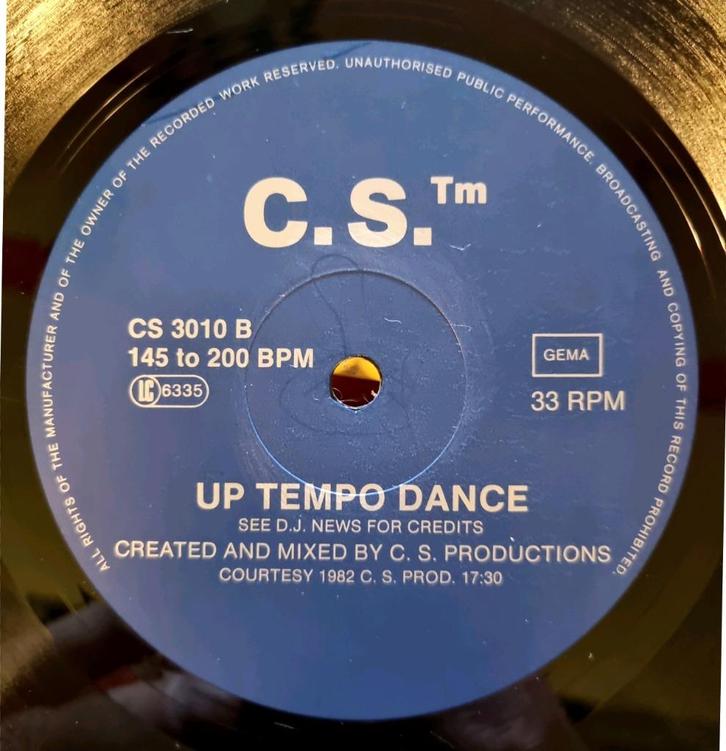 ALL RIGHTS OF THE MANUFACTURER AND OF THE OWNER OF THE RECORDED WORK RESERVED. UNAUTHORISED PUBLIC PERFORMANCE. BROADCASTING AND COPYING OF THIS RECORD PROHIBITED.
C.S.Tm
CS 3010 B
145 to 200 BPM
LC 6335
GEMA
33 RPM
UP TEMPO DANCE
SEE D.J. NEWS FOR CREDITS
CREATED AND MIXED BY C. S. PRODUCTIONS
COURTESY 1982 C. S. PROD. 17:30